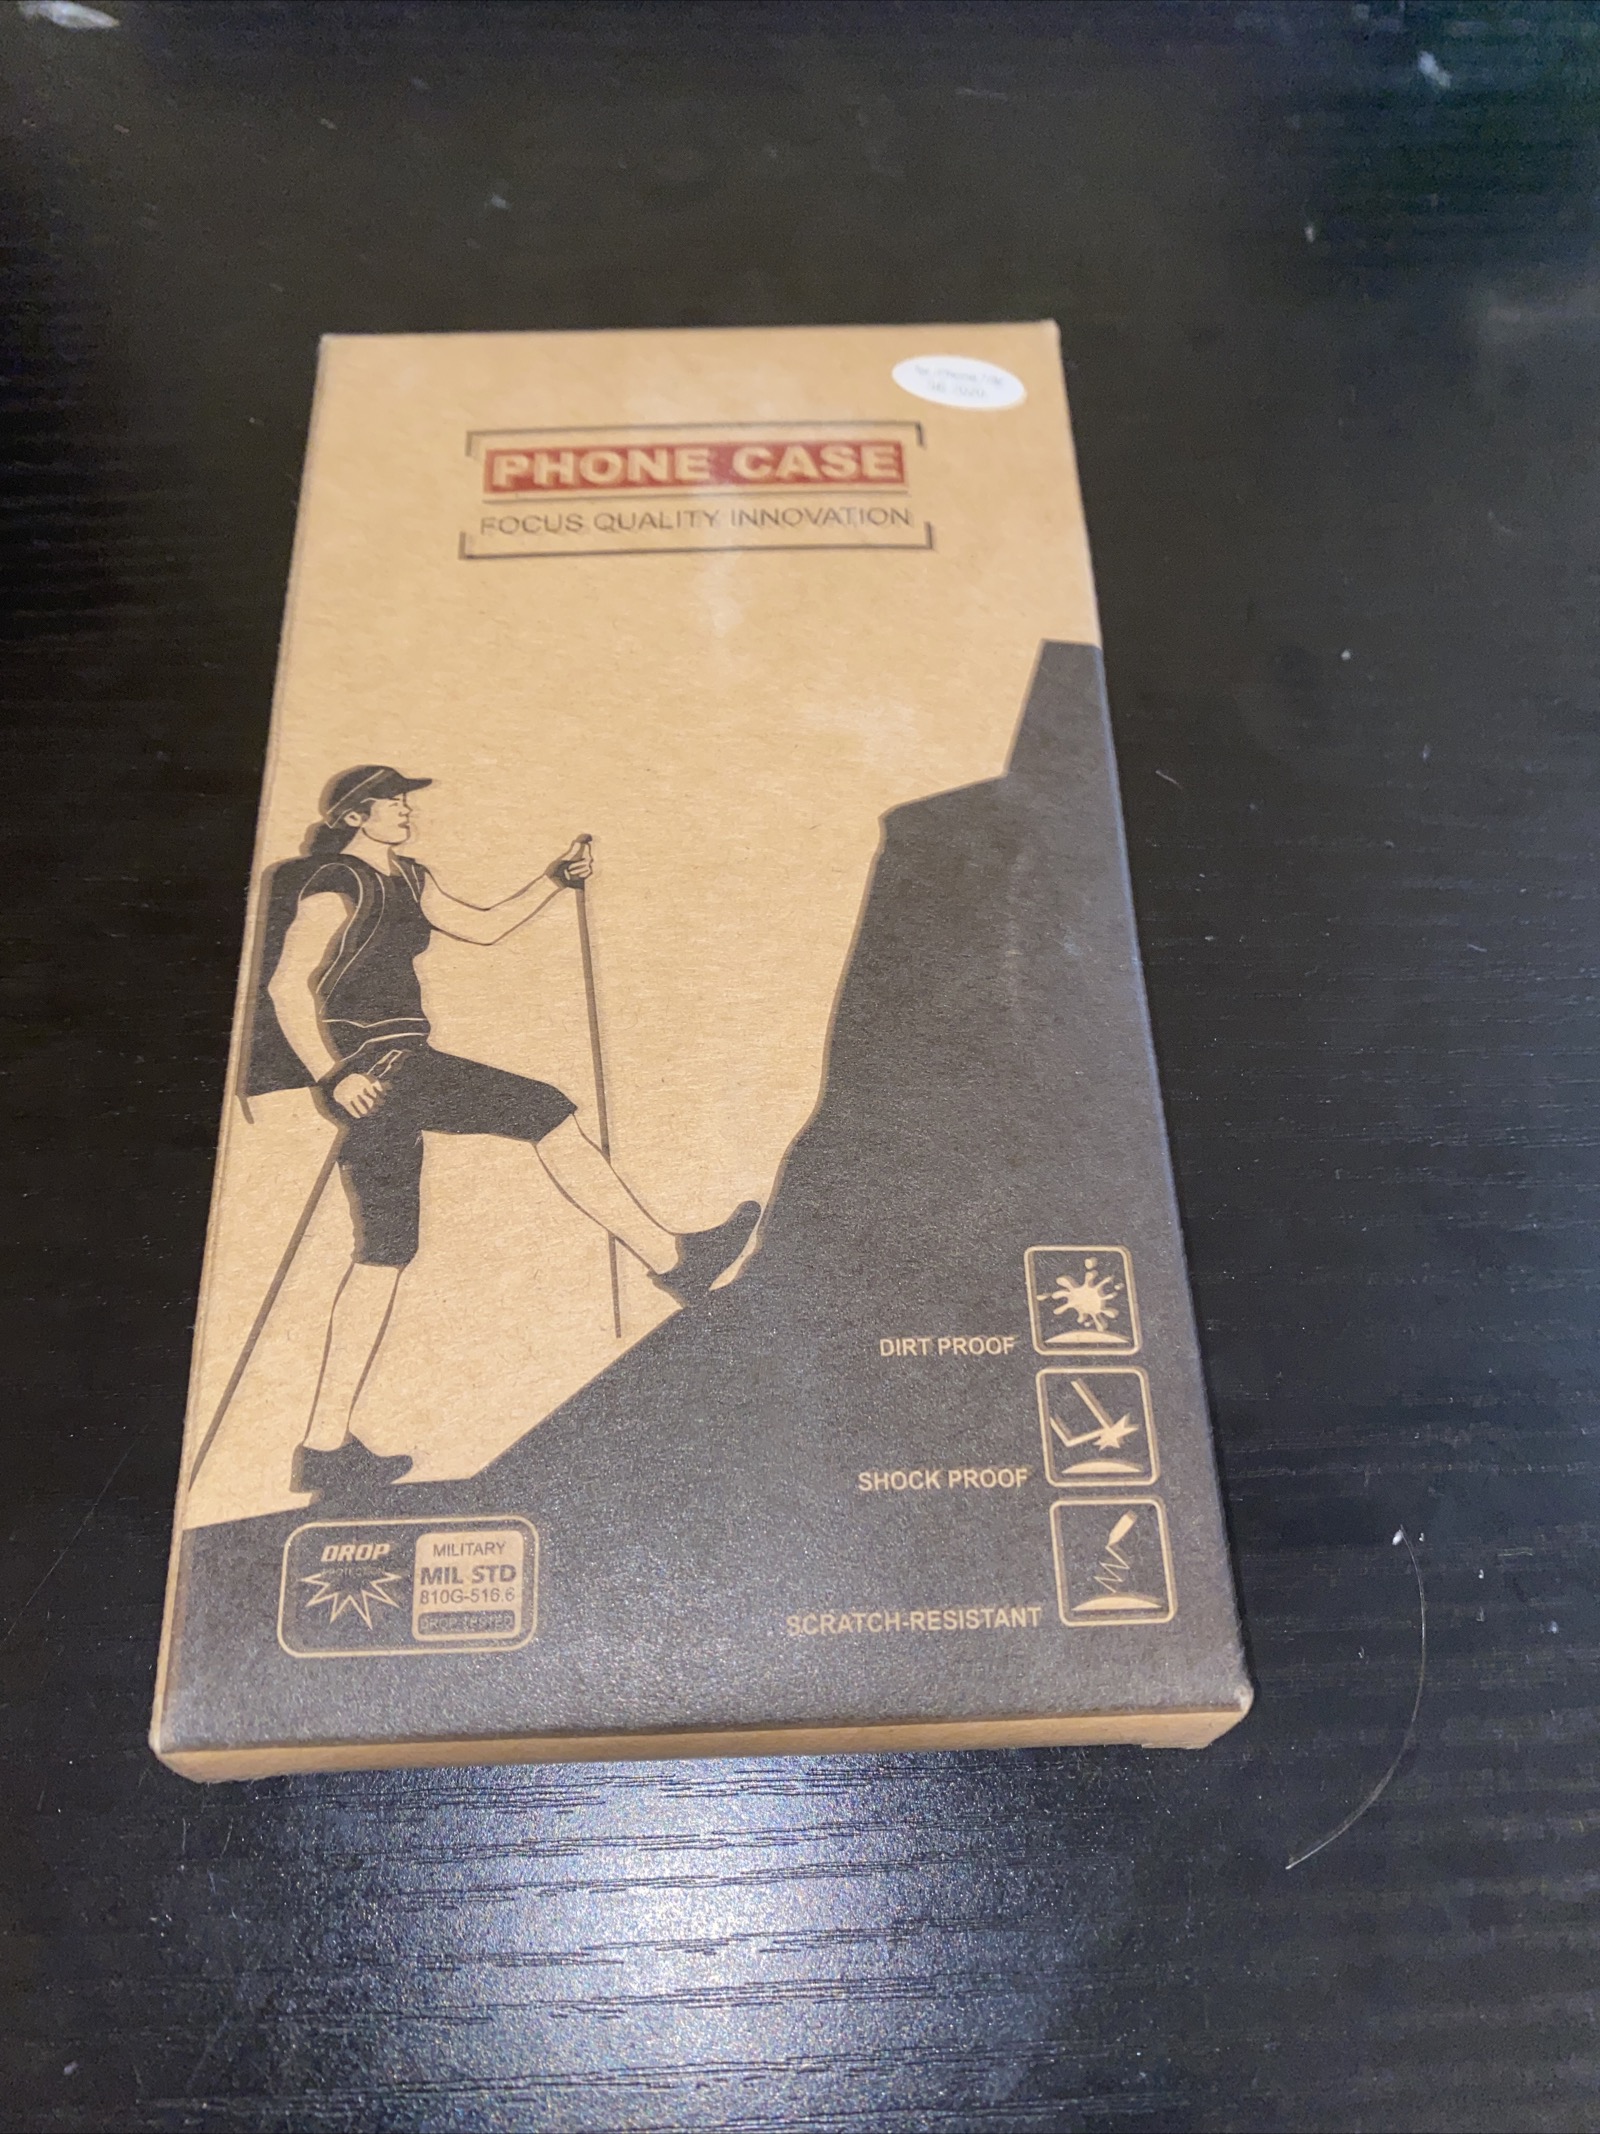 PHONE CASE
FOCUS QUALITY INNOVATION
DIRT PROOF
SHOCK PROOF
SCRATCH-RESISTANT
DROP
MILITARY
MIL STD
810G-516.6
DROP TESTED